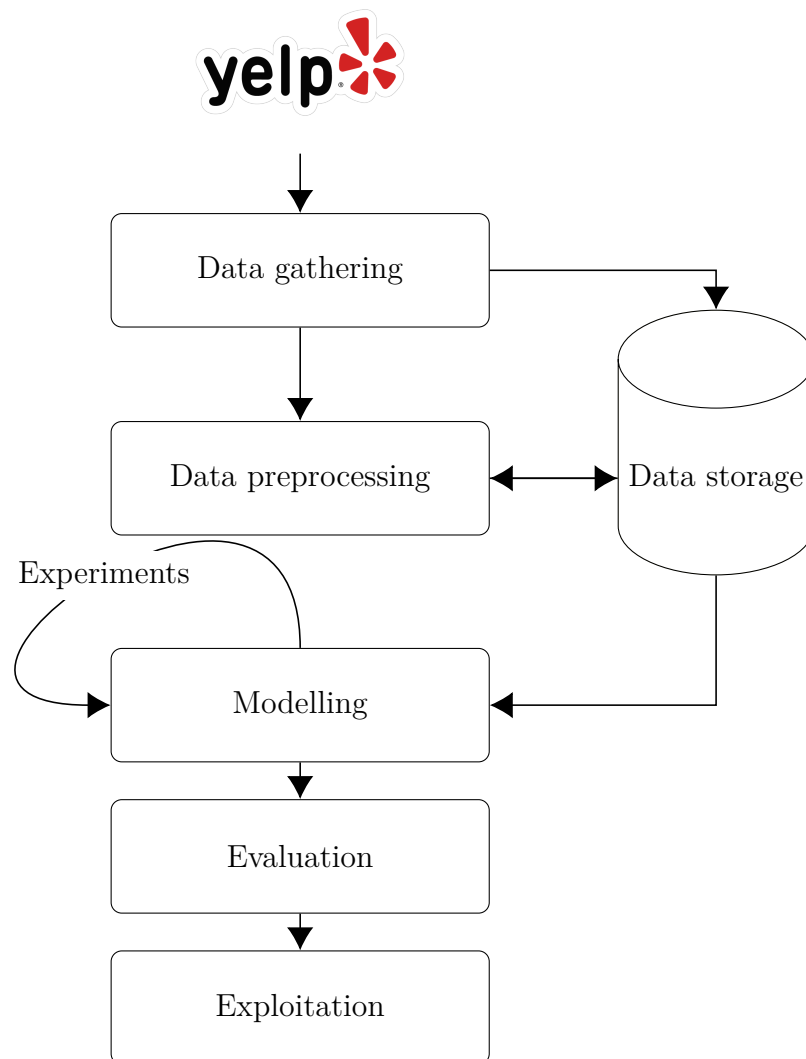 yelp
Data gathering
Data preprocessing
Data storage
Experiments
Modelling
Evaluation
Exploitation